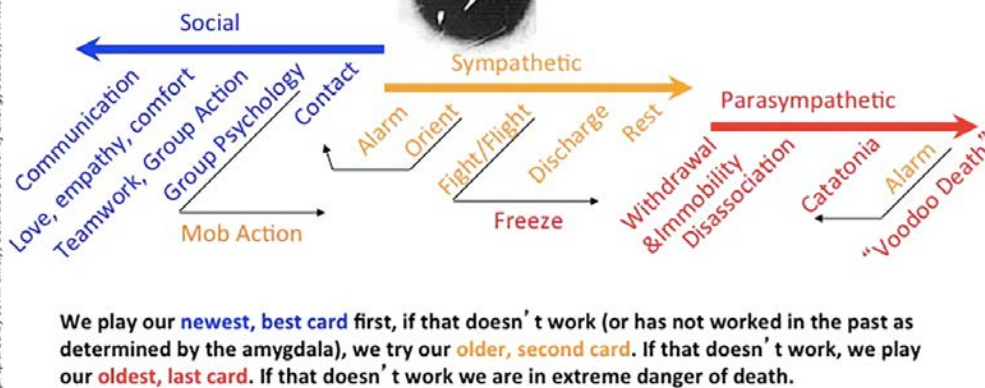 Social
Communication
Love, empathy, comfort
Teamwork, Group Action
Group Psychology
Contact
Mob Action
Sympathetic
Alarm
Orient
Fight/Flight
Discharge
Rest
Freeze
Parasympathetic
Withdrawal
&Immobility
Disassociation
Catatonia
Alarm
“Voodoo Death”
We play our newest, best card first, if that doesn’t work (or has not worked in the past as
determined by the amygdala), we try our older, second card. If that doesn’t work, we play
our oldest, last card. If that doesn’t work we are in extreme danger of death.